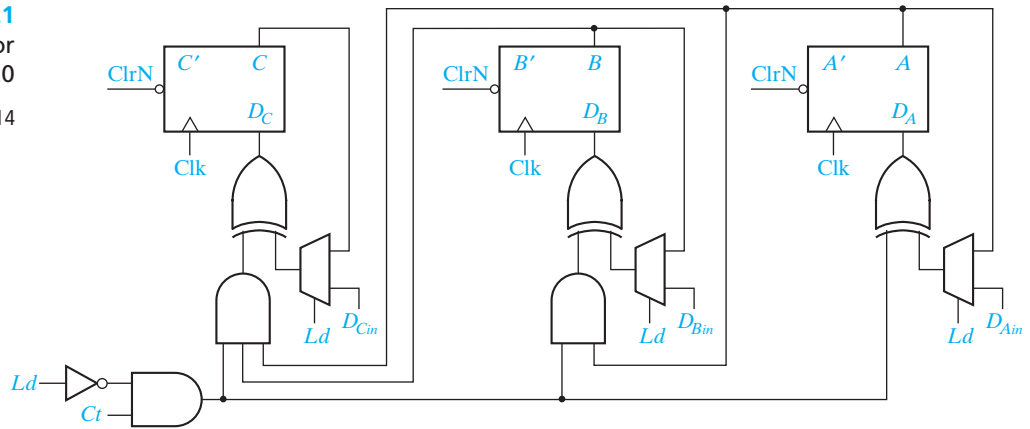 1
or
0
14
ClrN C′ C
D_C
Clk
ClrN B′ B
D_B
Clk
ClrN A′ A
D_A
Clk
Ld D_Cin
Ld D_Bin
Ld D_Ain
Ld
Ct